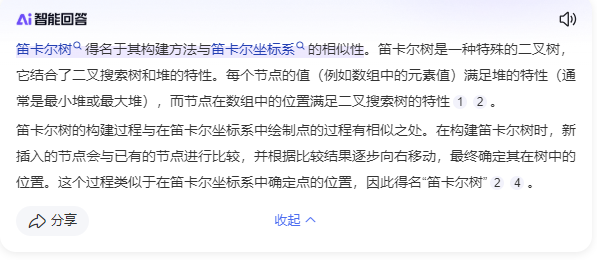 Ai智能回答
笛卡尔树得名于其构建方法与笛卡尔坐标系的相似性。笛卡尔树是一种特殊的二叉树，
它结合了二叉搜索树和堆的特性。每个节点的值（例如数组中的元素值）满足堆的特性（通
常是最小堆或最大堆），而节点在数组中的位置满足二叉搜索树的特性 1 2 。
笛卡尔树的构建过程与在笛卡尔坐标系中绘制点的过程有相似之处。在构建笛卡尔树时，新
插入的节点会与已有的节点进行比较，并根据比较结果逐步向右移动，最终确定其在树中的
位置。这个过程类似于在笛卡尔坐标系中确定点的位置，因此得名“笛卡尔树” 2 4 。
分享 收起